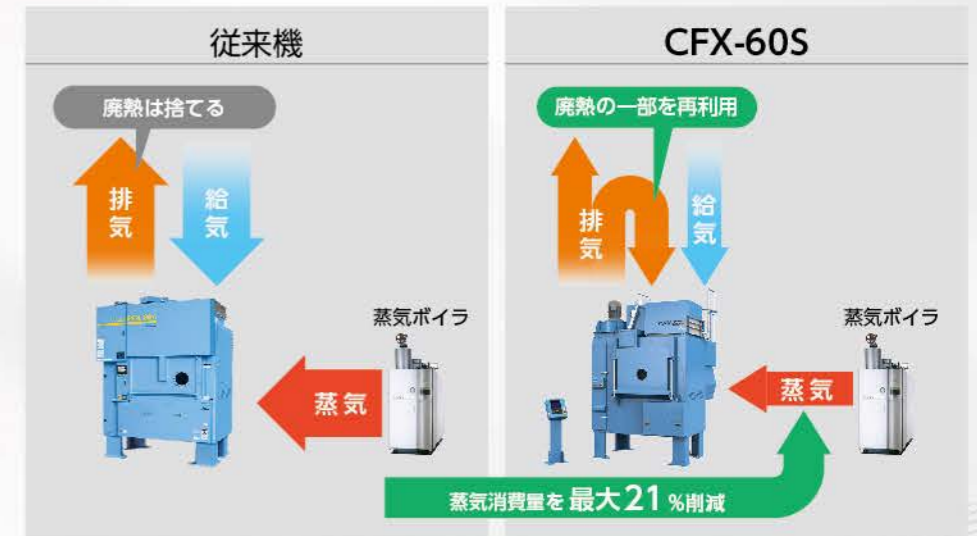 従来機
廃熱は捨てる
排気
給気
蒸気ボイラ
蒸気
CFX-60S
廃熱の一部を再利用
排気
給気
蒸気ボイラ
蒸気
蒸気消費量を最大21%削減